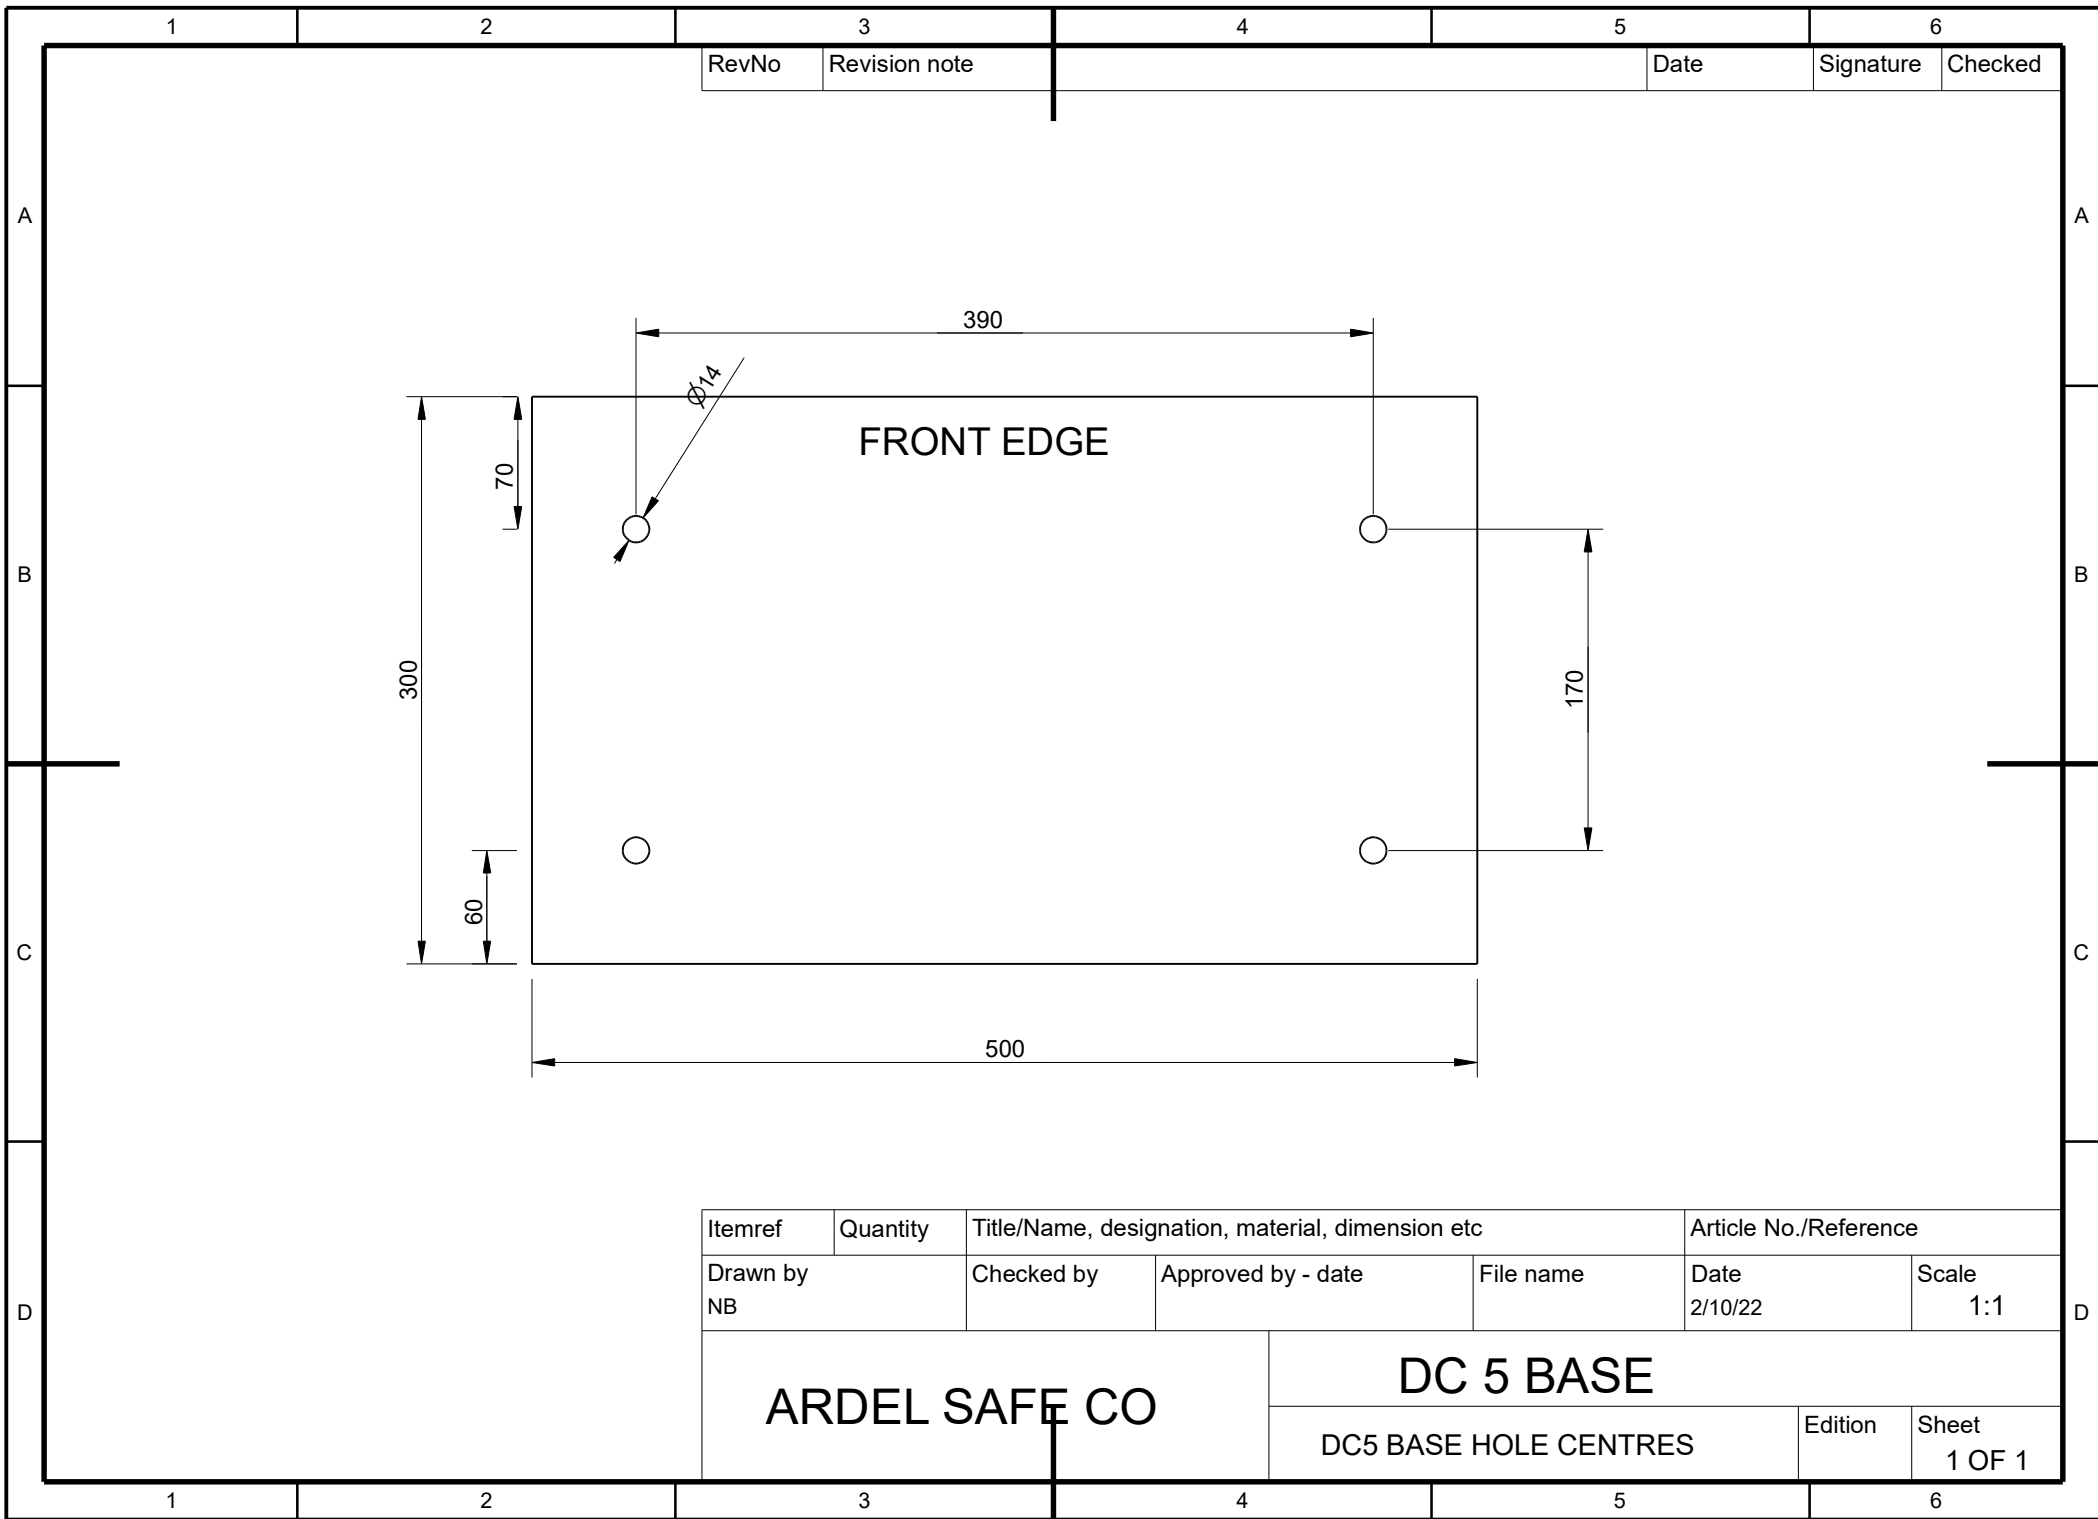 1 2 3 4 5 6
RevNo Revision note Date Signature Checked
A A
390
⌀14
FRONT EDGE
70
B B
300
170
60
C C
500
Itemref Quantity Title/Name, designation, material, dimension etc Article No./Reference
Drawn by Checked by Approved by - date File name Date Scale
NB 2/10/22 1:1
D D
DC 5 BASE
ARDEL SAFE CO
DC5 BASE HOLE CENTRES Edition Sheet
1 OF 1
1 2 3 4 5 6